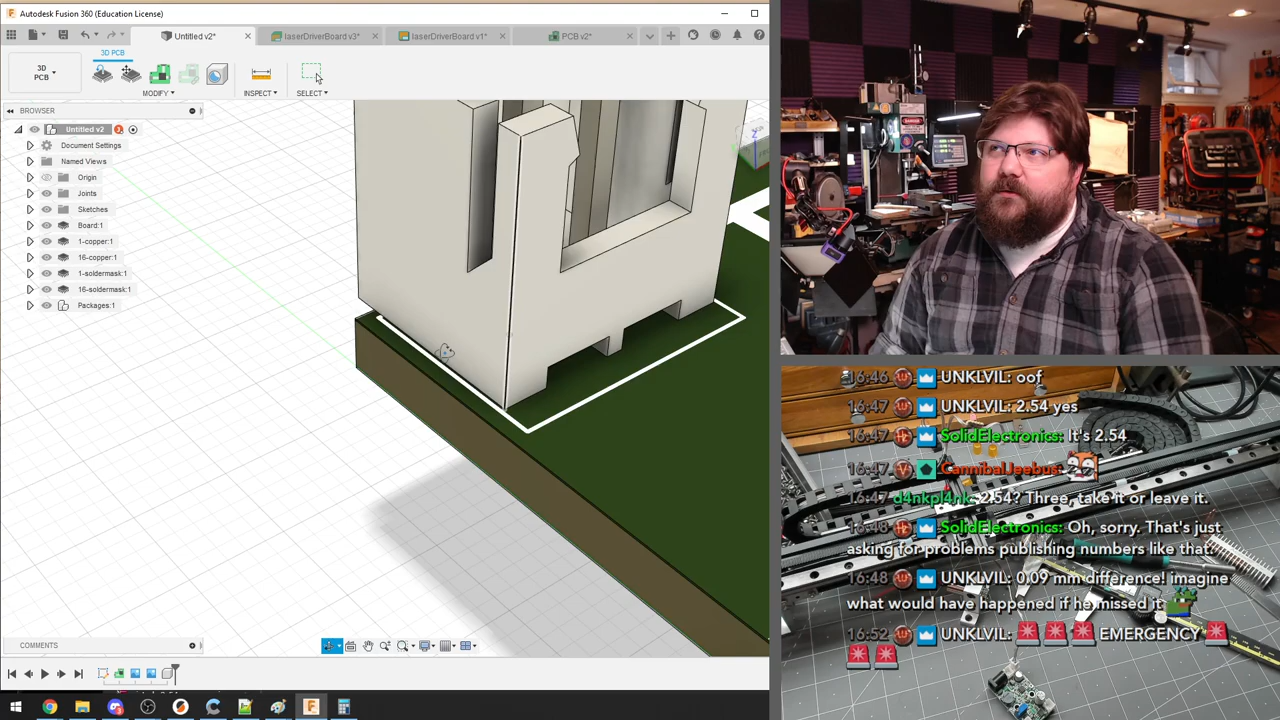 Autodesk Fusion 360 (Education License)
Untitled v2*
laserDriverBoard v3*
laserDriverBoard v1*
PCB v2*
3D PCB
3D
PCB
MODIFY
INSPECT
SELECT
BROWSER
Untitled v2
Document Settings
Named Views
Origin
Joints
Sketches
Board:1
1-copper:1
16-copper:1
1-soldermask:1
16-soldermask:1
Packages:1
COMMENTS
16:46 UNKLVIL: oof
16:47 UNKLVIL: 2.54 yes
16:47 SolidElectronics: It's 2.54
16:47 CannibalJeebus:
16:47 d4nkpl4nk: 2.54? Three, take it or leave it.
16:48 SolidElectronics: Oh, sorry. That's just
asking for problems publishing numbers like that.
16:48 UNKLVIL: 0.09 mm difference! imagine
what would have happened if he missed it
16:52 UNKLVIL: EMERGENCY